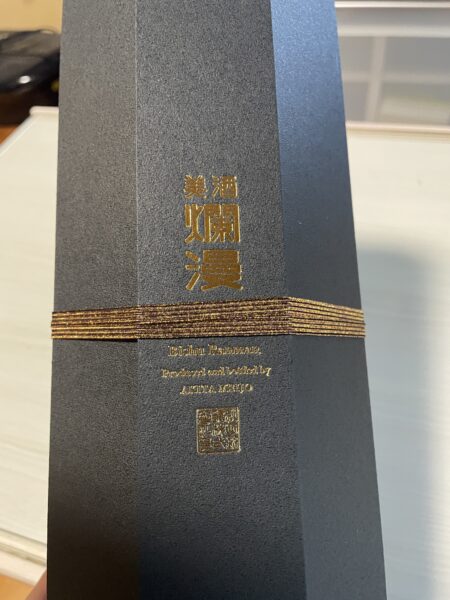 美酒
爛漫
Bishu Ranman,
Produced and bottled by
AKITA MEIJO